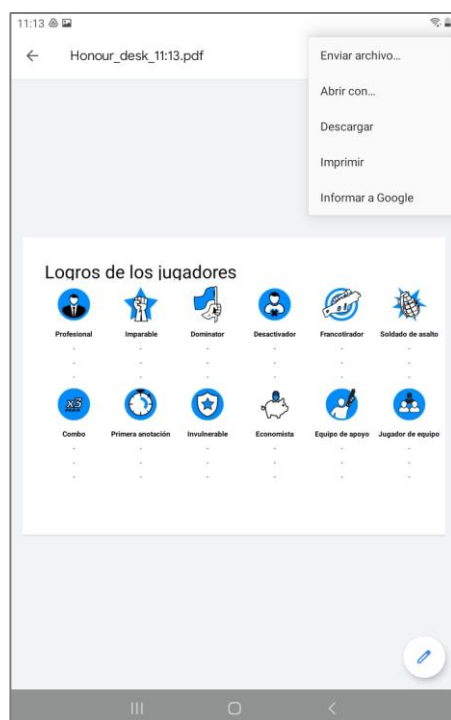 11:13
Honour_desk_11:13.pdf
Enviar archivo...
Abrir con...
Descargar
Imprimir
Informar a Google
Logros de los jugadores
Profesional Imparable Dominator Desactivador Francotirador Soldado de asalto
- - - - - -
- - - - - -
- - - - - -
x5
MAX
Combo Primera anotación Invulnerable Economista Equipo de apoyo Jugador de equipo
- - - - - -
- - - - - -
- - - - - -